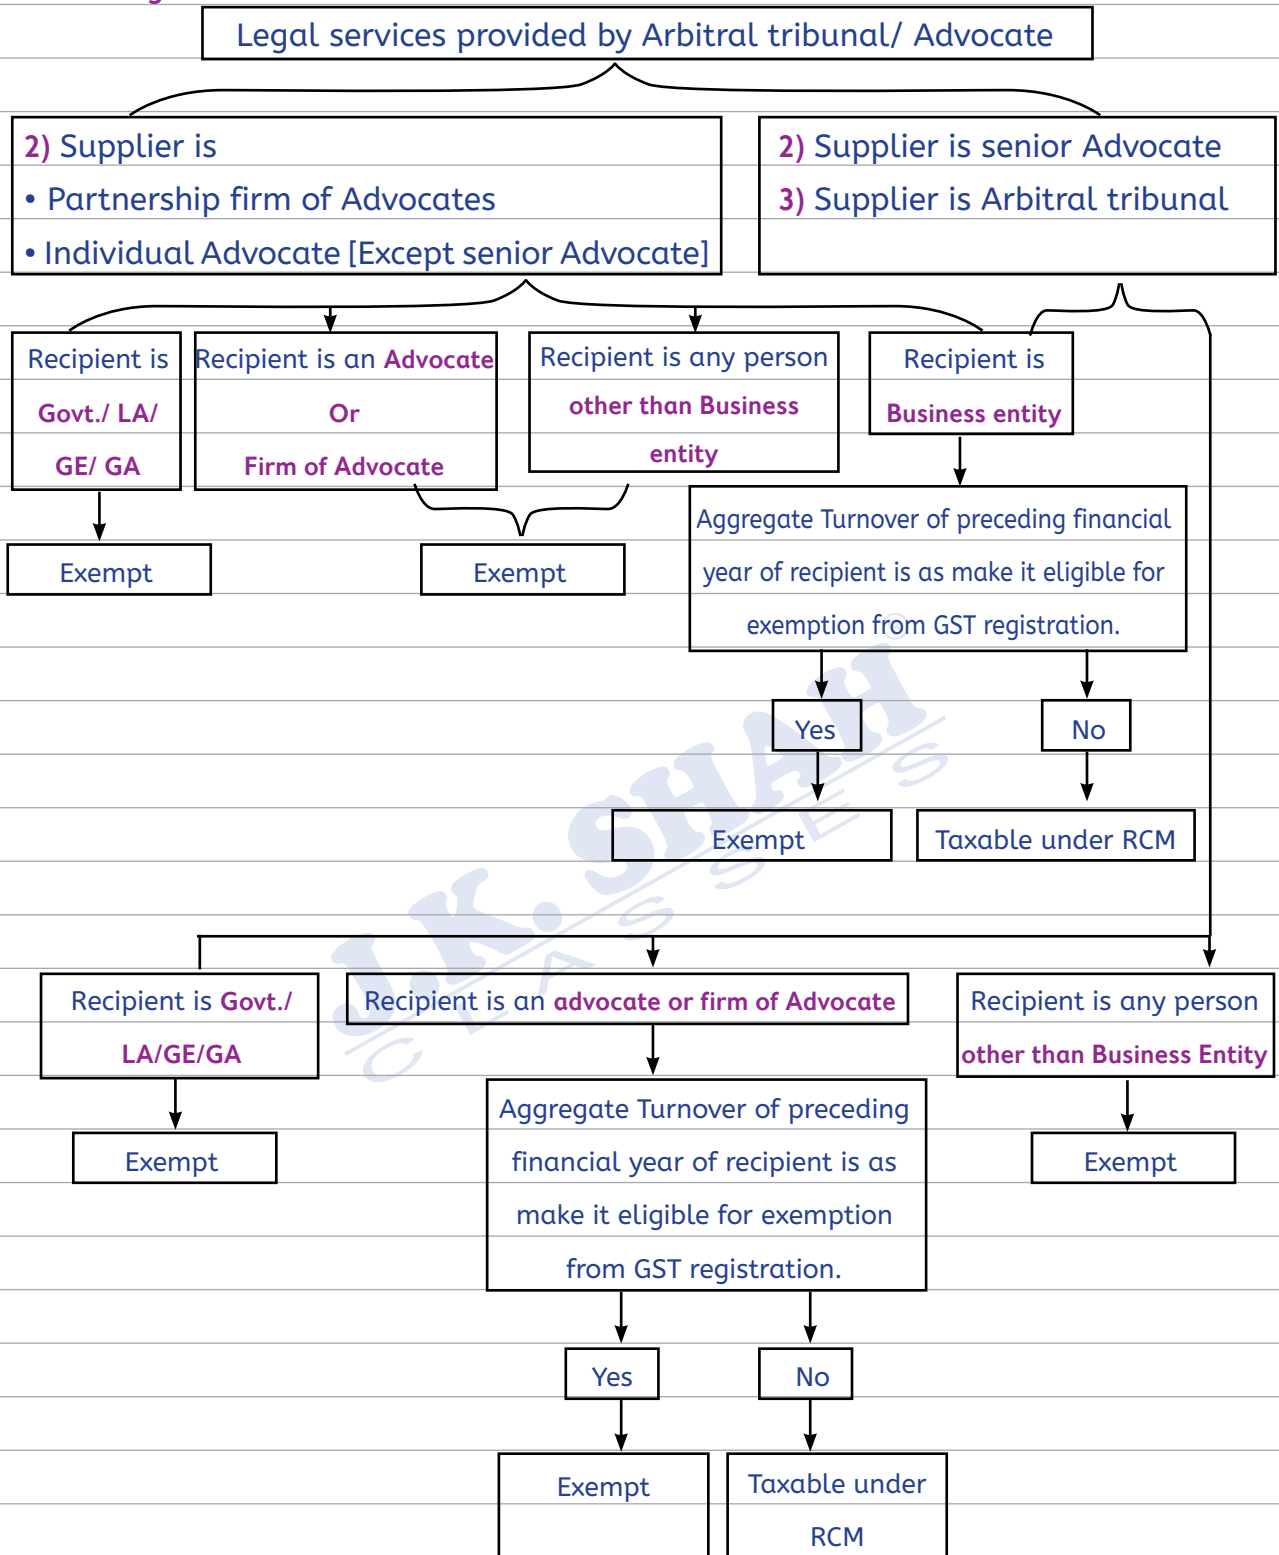 Legal services provided by Arbitral tribunal/ Advocate
2) Supplier is
• Partnership firm of Advocates
• Individual Advocate [Except senior Advocate]
2) Supplier is senior Advocate
3) Supplier is Arbitral tribunal
Recipient is
Govt./ LA/
GE/ GA
Recipient is an Advocate
Or
Firm of Advocate
Recipient is any person
other than Business
entity
Recipient is
Business entity
Exempt
Exempt
Aggregate Turnover of preceding financial
year of recipient is as make it eligible for
exemption from GST registration.
Yes
No
Exempt
Taxable under RCM
J.K. SHAH ®
CLASSES
Recipient is Govt./
LA/GE/GA
Recipient is an advocate or firm of Advocate
Recipient is any person
other than Business Entity
Exempt
Aggregate Turnover of preceding
financial year of recipient is as
make it eligible for exemption
from GST registration.
Exempt
Yes
No
Exempt
Taxable under
RCM